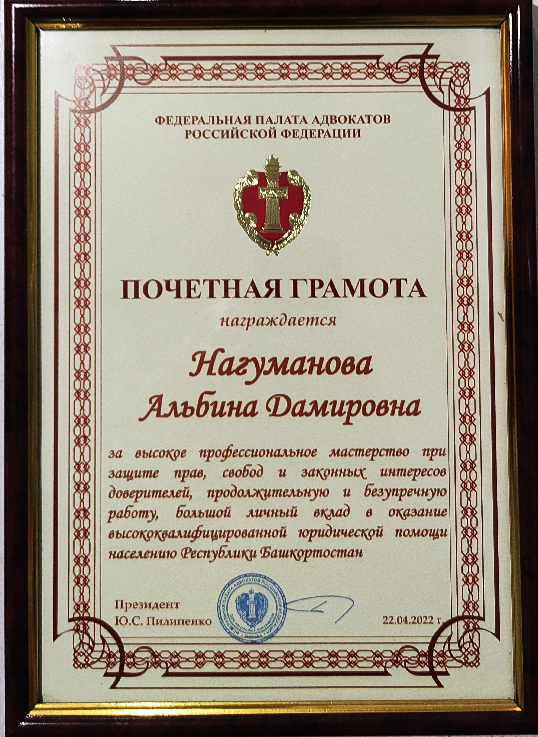 ФЕДЕРАЛЬНАЯ ПАЛАТА АДВОКАТОВ
РОССИЙСКОЙ ФЕДЕРАЦИИ
ПОЧЕТНАЯ ГРАМОТА
награждается
Нагуманова
Альбина Дамировна
за высокое профессиональное мастерство при
защите прав, свобод и законных интересов
доверителей, продолжительную и безупречную
работу, большой личный вклад в оказание
высококвалифицированной юридической помощи
населению Республики Башкортостан
Президент
Ю.С. Пилипенко
22.04.2022 г.